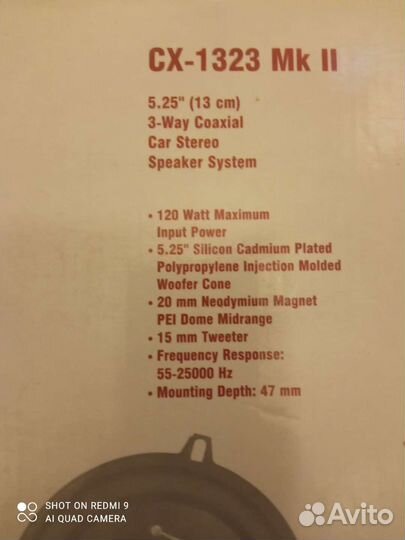 CX-1323 Mk II
5.25" (13 cm)
3-Way Coaxial
Car Stereo
Speaker System
• 120 Watt Maximum
Input Power
• 5.25" Silicon Cadmium Plated
Polypropylene Injection Molded
Woofer Cone
• 20 mm Neodymium Magnet
PEI Dome Midrange
• 15 mm Tweeter
• Frequency Response:
55-25000 Hz
• Mounting Depth: 47 mm
SHOT ON REDMI 9
AI QUAD CAMERA
Avito